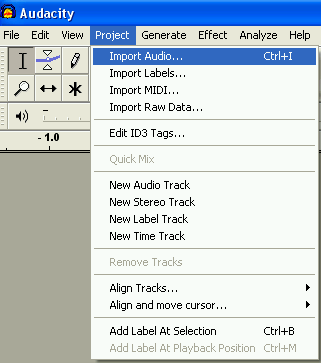 Audacity
File Edit View Project Generate Effect Analyze Help
Import Audio... Ctrl+I
Import Labels...
Import MIDI...
Import Raw Data...
Edit ID3 Tags...
Quick Mix
New Audio Track
New Stereo Track
New Label Track
New Time Track
Remove Tracks
Align Tracks...
Align and move cursor...
Add Label At Selection Ctrl+B
Add Label At Playback Position Ctrl+M
- 1.0